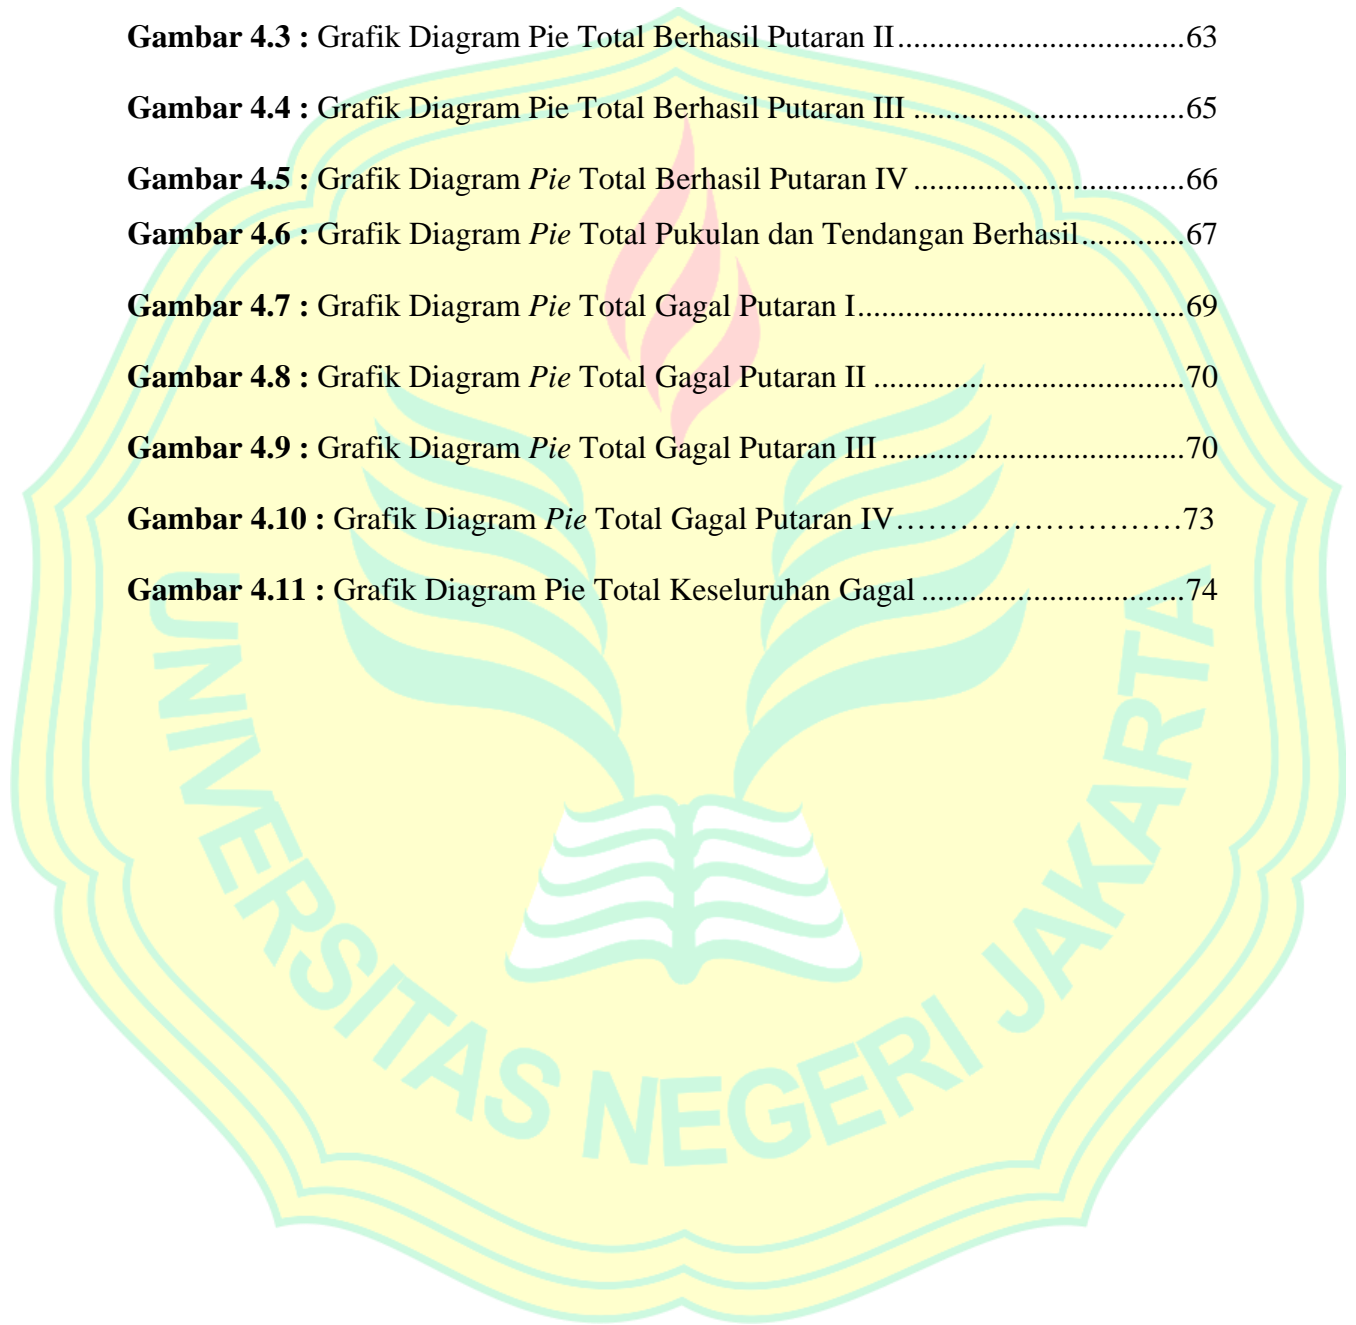 Gambar 4.3 : Grafik Diagram Pie Total Berhasil Putaran II...................................63
Gambar 4.4 : Grafik Diagram Pie Total Berhasil Putaran III .................................65
Gambar 4.5 : Grafik Diagram Pie Total Berhasil Putaran IV .................................66
Gambar 4.6 : Grafik Diagram Pie Total Pukulan dan Tendangan Berhasil.............67
Gambar 4.7 : Grafik Diagram Pie Total Gagal Putaran I........................................69
Gambar 4.8 : Grafik Diagram Pie Total Gagal Putaran II ......................................70
Gambar 4.9 : Grafik Diagram Pie Total Gagal Putaran III .....................................70
Gambar 4.10 : Grafik Diagram Pie Total Gagal Putaran IV……………………………73
Gambar 4.11 : Grafik Diagram Pie Total Keseluruhan Gagal ................................74
UNIVERSITAS NEGERI JAKARTA